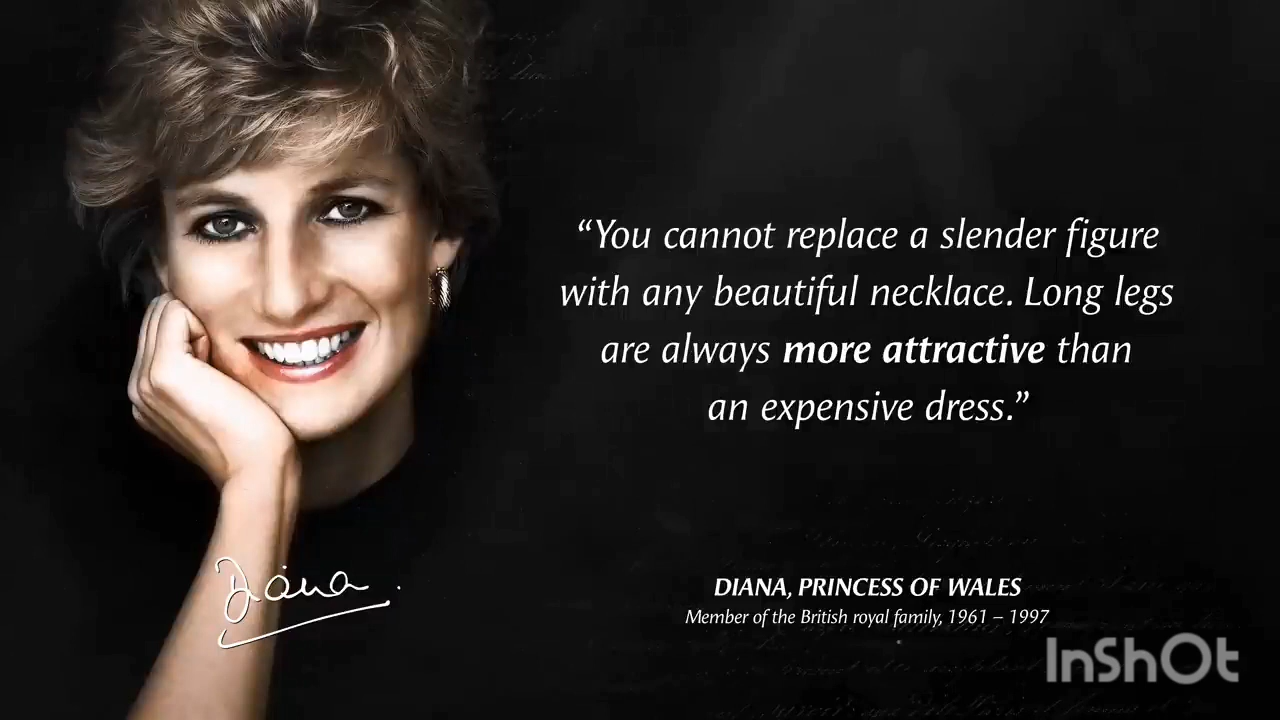 “You cannot replace a slender figure
with any beautiful necklace. Long legs
are always more attractive than
an expensive dress.”
Diana.
DIANA, PRINCESS OF WALES
Member of the British royal family, 1961 – 1997
InShOt